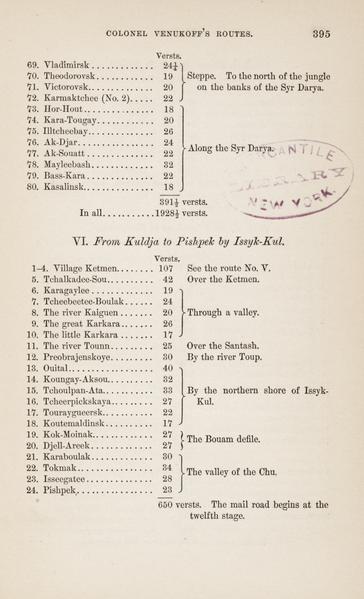 COLONEL VENUKOFF'S ROUTES. 395
Versts.
69. Vladimirsk 24¼
70. Theodorovsk 19 Steppe. To the north of the jungle
71. Victorovsk 20 on the banks of the Syr Darya.
72. Karmaktchee (No. 2) 22
73. Hor-Hout 18
74. Kara-Tougay 20
75. Illtcheebay 26
76. Ak-Djar 24
77. Ak-Souatt 22 Along the Syr Darya.
78. Mayleebash 32
79. Bass-Kara 22
80. Kasalinsk 18
391½ versts.
In all 1928½ versts.
MERCANTILE
LIBRARY
NEW YORK.
VI. From Kuldja to Pishpek by Issyk-Kul.
Versts.
1–4. Village Ketmen 107 See the route No. V.
5. Tchalkadee-Sou 42 Over the Ketmen.
6. Karagaylee 19
7. Tcheebeetee-Boulak 24
8. The river Kaiguen 20 Through a valley.
9. The great Karkara 26
10. The little Karkara 17
11. The river Tounn 25 Over the Santash.
12. Preobrajenskoye 30 By the river Toup.
13. Ouital 40
14. Koungay-Aksou 32
15. Tchoulpan-Ata 33 By the northern shore of Issyk-
16. Tcheerpickskaya 27 Kul.
17. Touraygueersk 22
18. Koutemaldinsk 17
19. Kok-Moinak 27 The Bouam defile.
20. Djell-Areek 27
21. Karaboulak 30
22. Tokmak 34 The valley of the Chu.
23. Issegatee 28
24. Pishpek 23
650 versts. The mail road begins at the
twelfth stage.